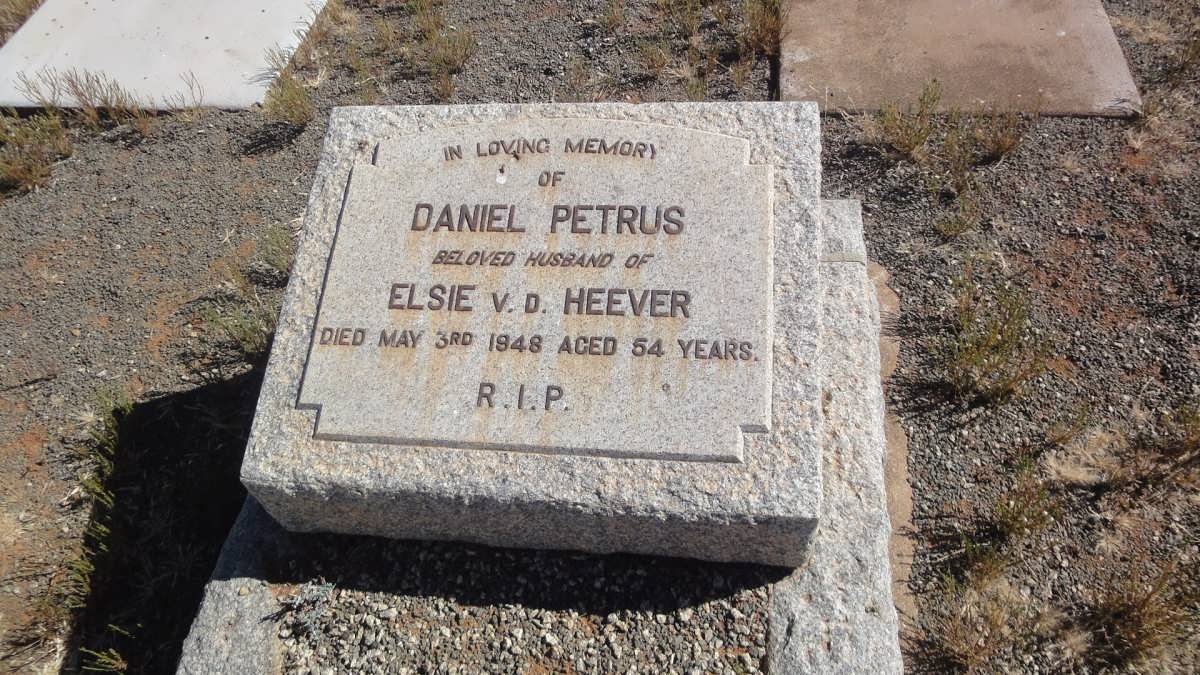 IN LOVING MEMORY
OF
DANIEL PETRUS
BELOVED HUSBAND OF
ELSIE V. D. HEEVER
DIED MAY 3RD 1948 AGED 54 YEARS.
R.I.P.